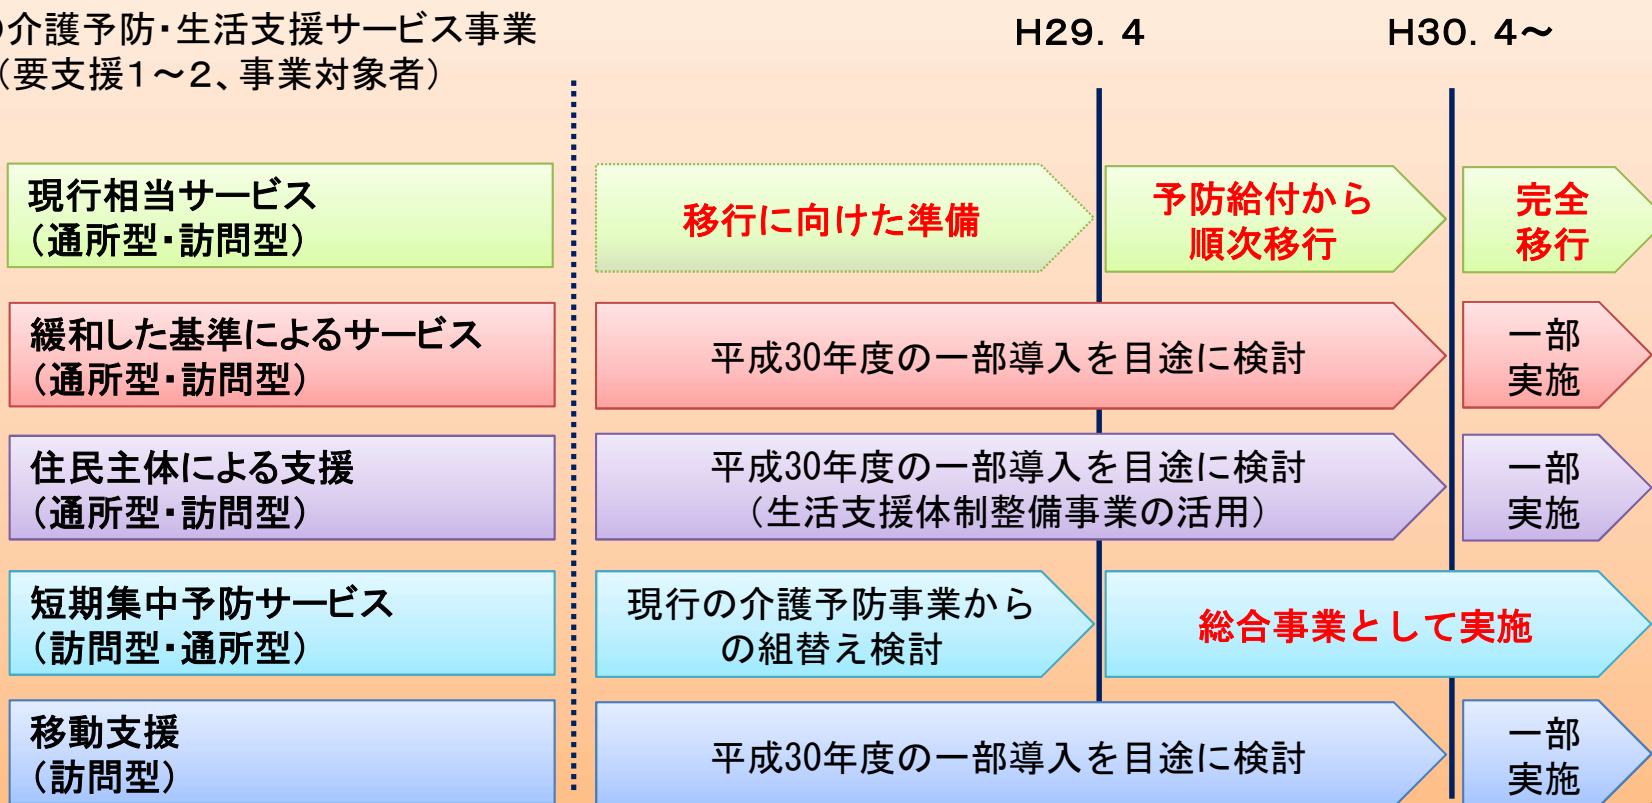 の介護予防・生活支援サービス事業
（要支援１～２、事業対象者）
H29. 4
H30. 4～
現行相当サービス
（通所型・訪問型）
移行に向けた準備
予防給付から
順次移行
完全
移行
緩和した基準によるサービス
（通所型・訪問型）
平成30年度の一部導入を目途に検討
一部
実施
住民主体による支援
（通所型・訪問型）
平成30年度の一部導入を目途に検討
（生活支援体制整備事業の活用）
一部
実施
短期集中予防サービス
（訪問型・通所型）
現行の介護予防事業から
の組替え検討
総合事業として実施
移動支援
（訪問型）
平成30年度の一部導入を目途に検討
一部
実施